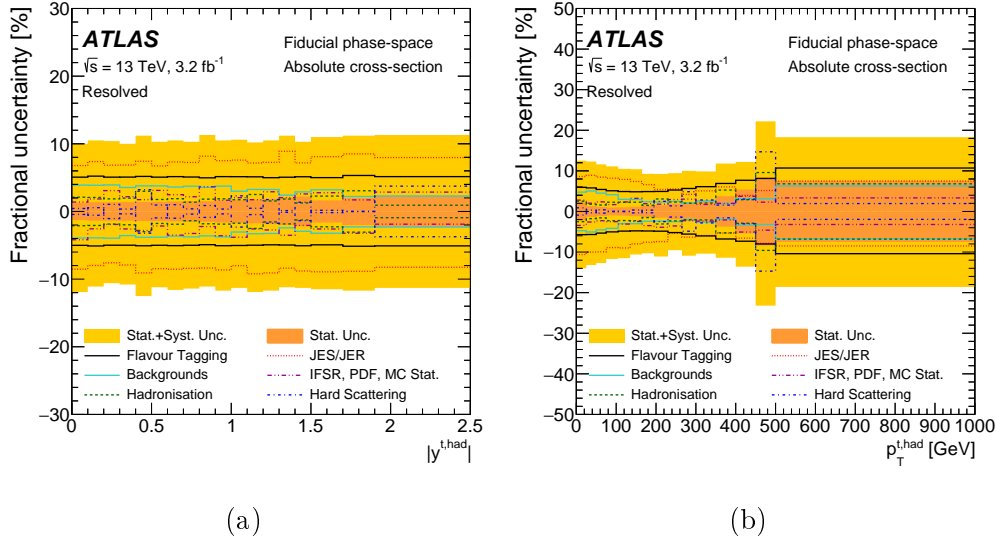 ATLAS
√s = 13 TeV, 3.2 fb-1
Resolved
Fiducial phase-space
Absolute cross-section
Fractional uncertainty [%]
30
20
10
0
−10
−20
−30
Stat.+Syst. Unc.
Stat. Unc.
Flavour Tagging
JES/JER
Backgrounds
IFSR, PDF, MC Stat.
Hadronisation
Hard Scattering
0 0.5 1 1.5 2 2.5
|y^t,had|
(a)
ATLAS
√s = 13 TeV, 3.2 fb-1
Resolved
Fiducial phase-space
Absolute cross-section
Fractional uncertainty [%]
50
40
30
20
10
0
−10
−20
−30
−40
−50
Stat.+Syst. Unc.
Stat. Unc.
Flavour Tagging
JES/JER
Backgrounds
IFSR, PDF, MC Stat.
Hadronisation
Hard Scattering
0 100 200 300 400 500 600 700 800 900 1000
p_T^t,had [GeV]
(b)